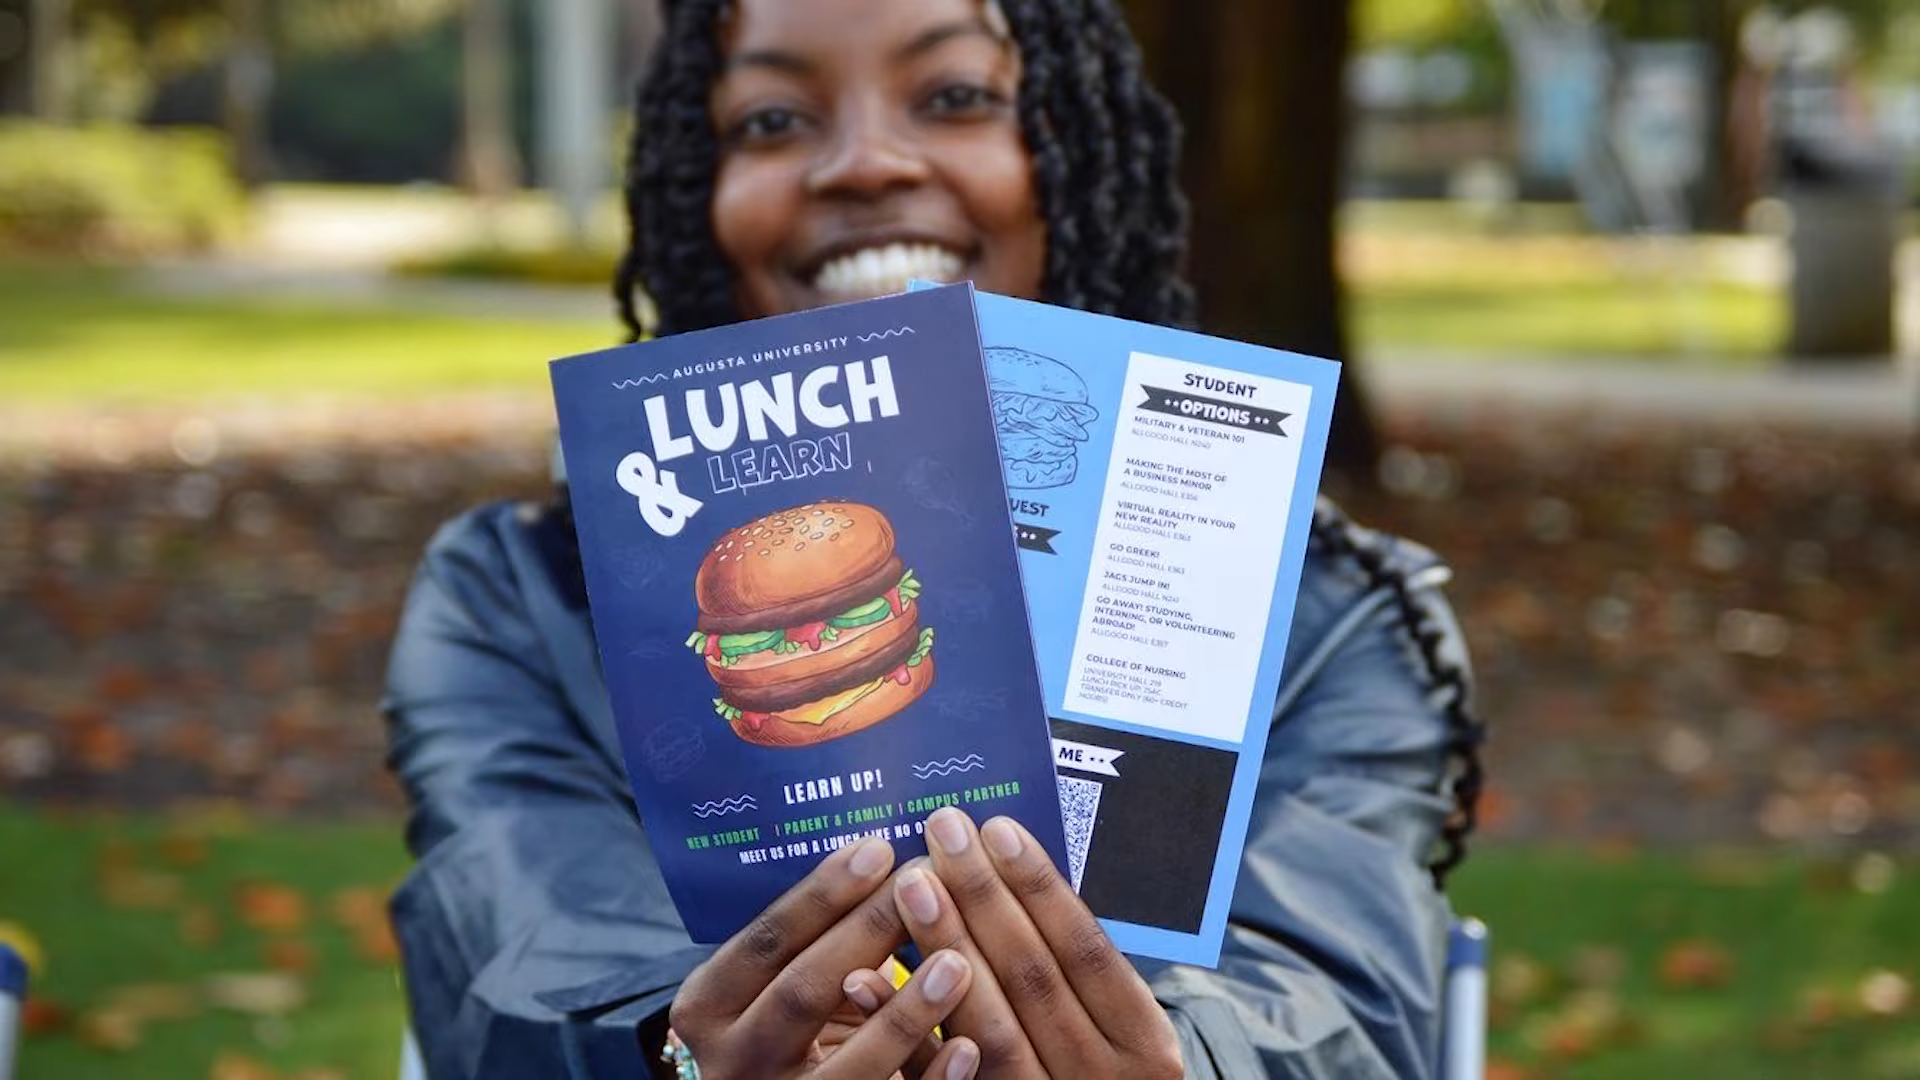 AUGUSTA UNIVERSITY
LUNCH
& LEARN
LEARN UP!
NEW STUDENT | PARENT & FAMILY | CAMPUS PARTNER
MEET US FOR A LUNCH LIKE NO
STUDENT
OPTIONS
MILITARY & VETERAN 101
ALLGOOD HALL N240
MAKING THE MOST OF
A BUSINESS MINOR
ALLGOOD HALL E356
VIRTUAL REALITY IN YOUR
NEW REALITY
ALLGOOD HALL
GO GREEK!
ALLGOOD HALL E363
JAGS JUMP IN!
ALLGOOD HALL N241
GO AWAY! STUDYING,
INTERNING, OR VOLUNTEERING
ABROAD!
ALLGOOD HALL E357
COLLEGE OF NURSING
UNIVERSITY HALL 219
LUNCH PICK UP: JSAC
TRANSFER ONLY (60+ CREDIT
HOURS)
UEST
ME